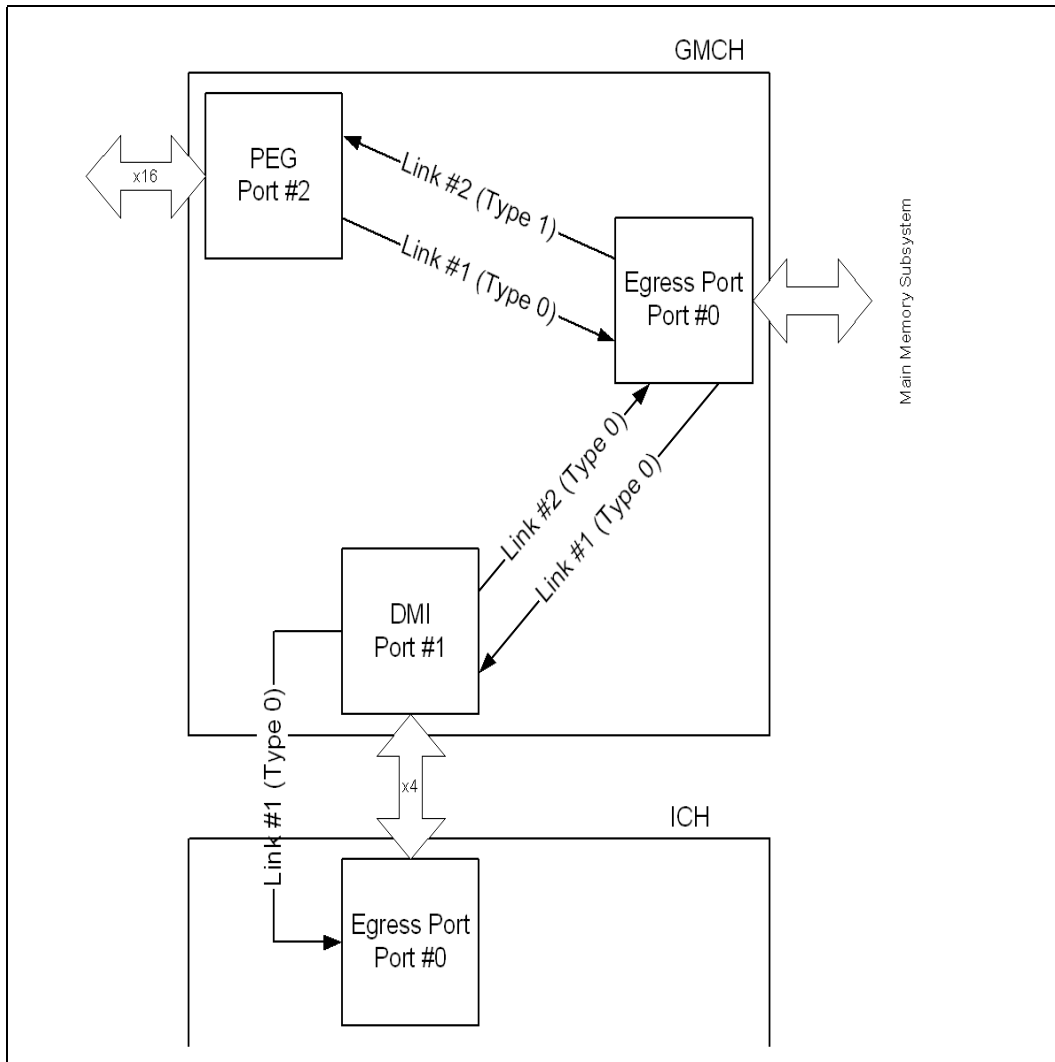 GMCH
PEG
Port #2
x16
Link #2 (Type 1)
Link #1 (Type 0)
Egress Port
Port #0
Main Memory Subsystem
Link #2 (Type 0)
Link #1 (Type 0)
DMI
Port #1
Link #1 (Type 0)
x4
ICH
Egress Port
Port #0